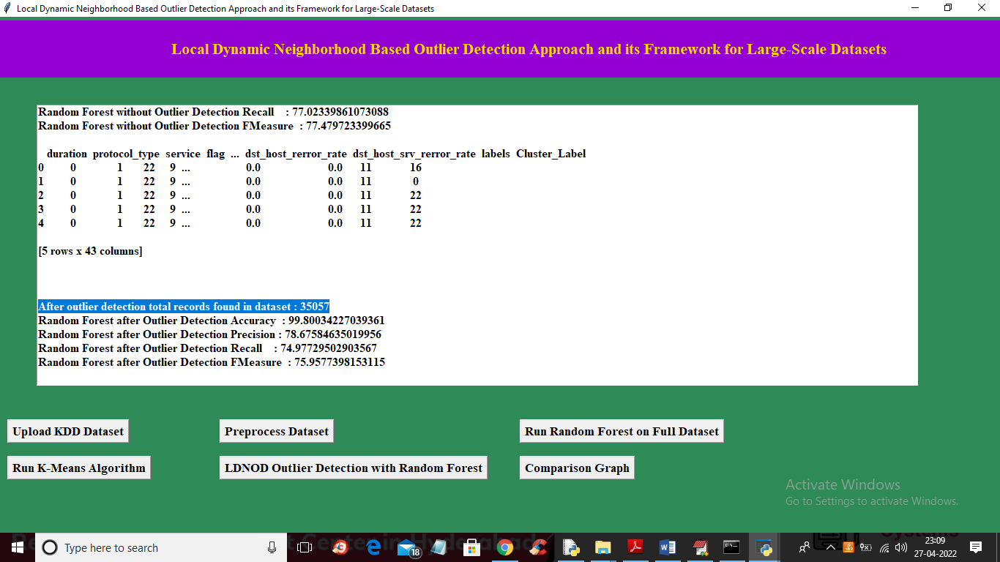 Local Dynamic Neighborhood Based Outlier Detection Approach and its Framework for Large-Scale Datasets
Local Dynamic Neighborhood Based Outlier Detection Approach and its Framework for Large-Scale Datasets
Random Forest without Outlier Detection Recall : 77.02339861073088
Random Forest without Outlier Detection FMeasure : 77.479723399665
duration protocol_type service flag ... dst_host_rerror_rate dst_host_srv_rerror_rate labels Cluster_Label
0 0 1 22 9 ... 0.0 0.0 11 16
1 0 1 22 9 ... 0.0 0.0 11 0
2 0 1 22 9 ... 0.0 0.0 11 22
3 0 1 22 9 ... 0.0 0.0 11 22
4 0 1 22 9 ... 0.0 0.0 11 22
[5 rows x 43 columns]
After outlier detection total records found in dataset : 35057
Random Forest after Outlier Detection Accuracy : 99.80034227039361
Random Forest after Outlier Detection Precision : 78.67584635019956
Random Forest after Outlier Detection Recall : 74.97729502903567
Random Forest after Outlier Detection FMeasure : 75.9577398153115
Upload KDD Dataset Preprocess Dataset Run Random Forest on Full Dataset
Run K-Means Algorithm LDNOD Outlier Detection with Random Forest Comparison Graph
Activate Windows
Go to Settings to activate Windows.
Type here to search
18
23:09
27-04-2022